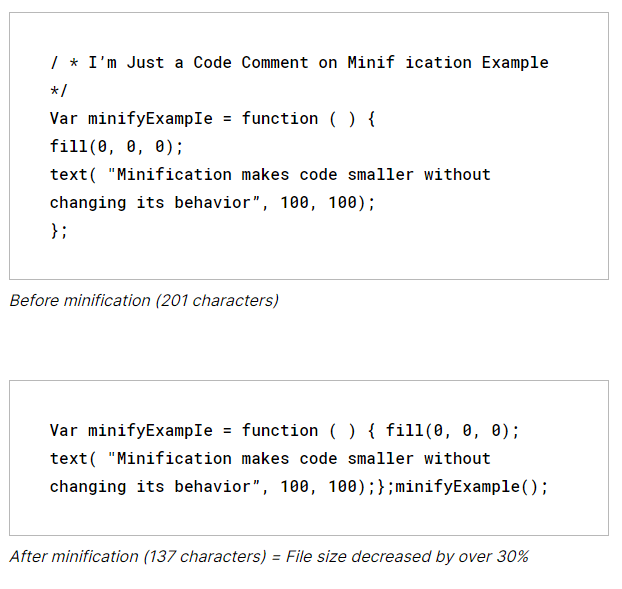 / * I’m Just a Code Comment on Minif ication Example
*/
Var minifyExampIe = function ( ) {
fill(0, 0, 0);
text( "Minification makes code smaller without
changing its behavior”, 100, 100);
};
Before minification (201 characters)
Var minifyExampIe = function ( ) { fill(0, 0, 0);
text( "Minification makes code smaller without
changing its behavior”, 100, 100);};minifyExample();
After minification (137 characters) = File size decreased by over 30%